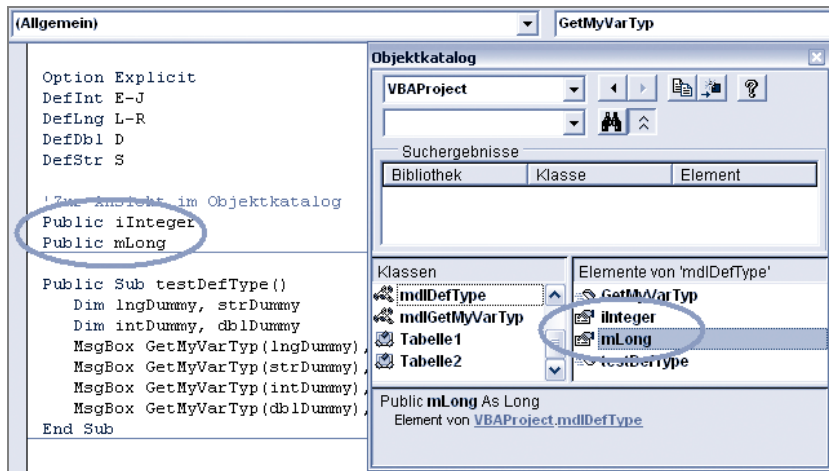 (Allgemein)
GetMyVarTyp
Option Explicit
DefInt E-J
DefLng L-R
DefDbl D
DefStr S
'Zur Ansicht im Objektkatalog
Public iInteger
Public mLong
Public Sub testDefType()
Dim lngDummy, strDummy
Dim intDummy, dblDummy
MsgBox GetMyVarTyp(lngDummy),
MsgBox GetMyVarTyp(strDummy),
MsgBox GetMyVarTyp(intDummy),
MsgBox GetMyVarTyp(dblDummy),
End Sub
Objektkatalog
VBAProject
Suchergebnisse
Bibliothek Klasse Element
Klassen
mdlDefType
mdlGetMyVarTyp
Tabelle1
Tabelle2
Elemente von 'mdlDefType'
GetMyVarTyp
iInteger
mLong
testDefType
Public mLong As Long
Element von VBAProject.mdlDefType